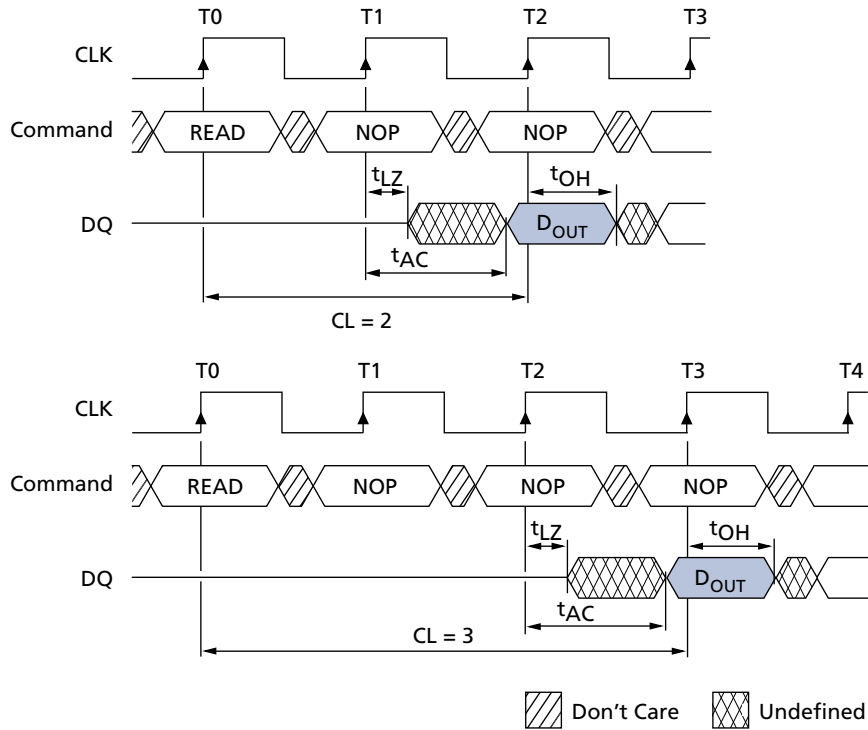 T0 T1 T2 T3
CLK
Command READ NOP NOP
tLZ tOH
DQ DOUT
tAC
CL = 2
T0 T1 T2 T3 T4
CLK
Command READ NOP NOP NOP
tLZ tOH
DQ DOUT
tAC
CL = 3
Don't Care Undefined